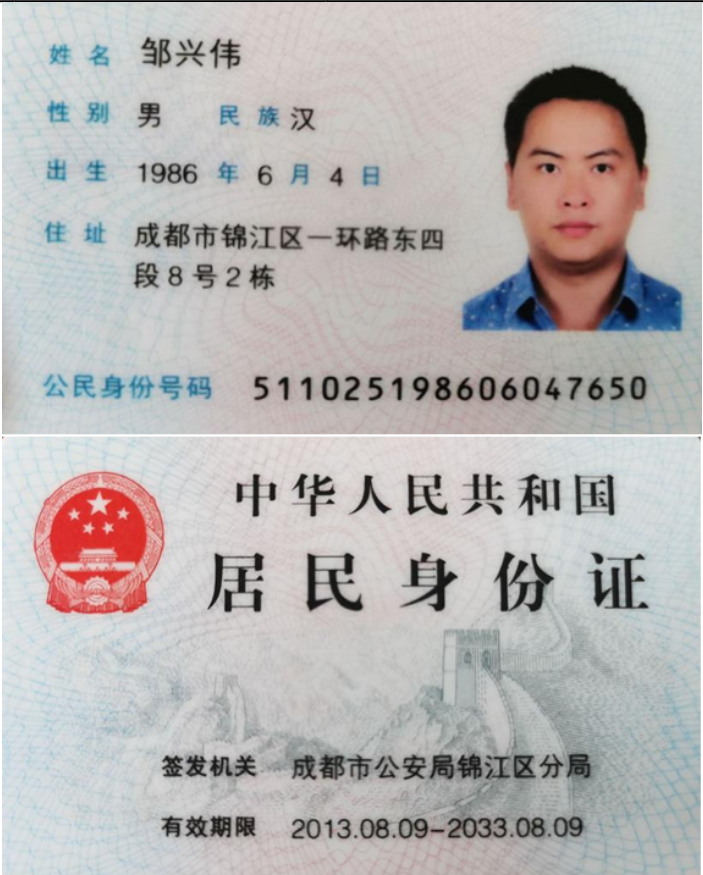 姓名 邹兴伟
性别 男 民族 汉
出生 1986 年 6 月 4 日
住址 成都市锦江区一环路东四
段8号2栋
公民身份号码 511025198606047650
中华人民共和国
居民身份证
签发机关 成都市公安局锦江区分局
有效期限 2013.08.09-2033.08.09